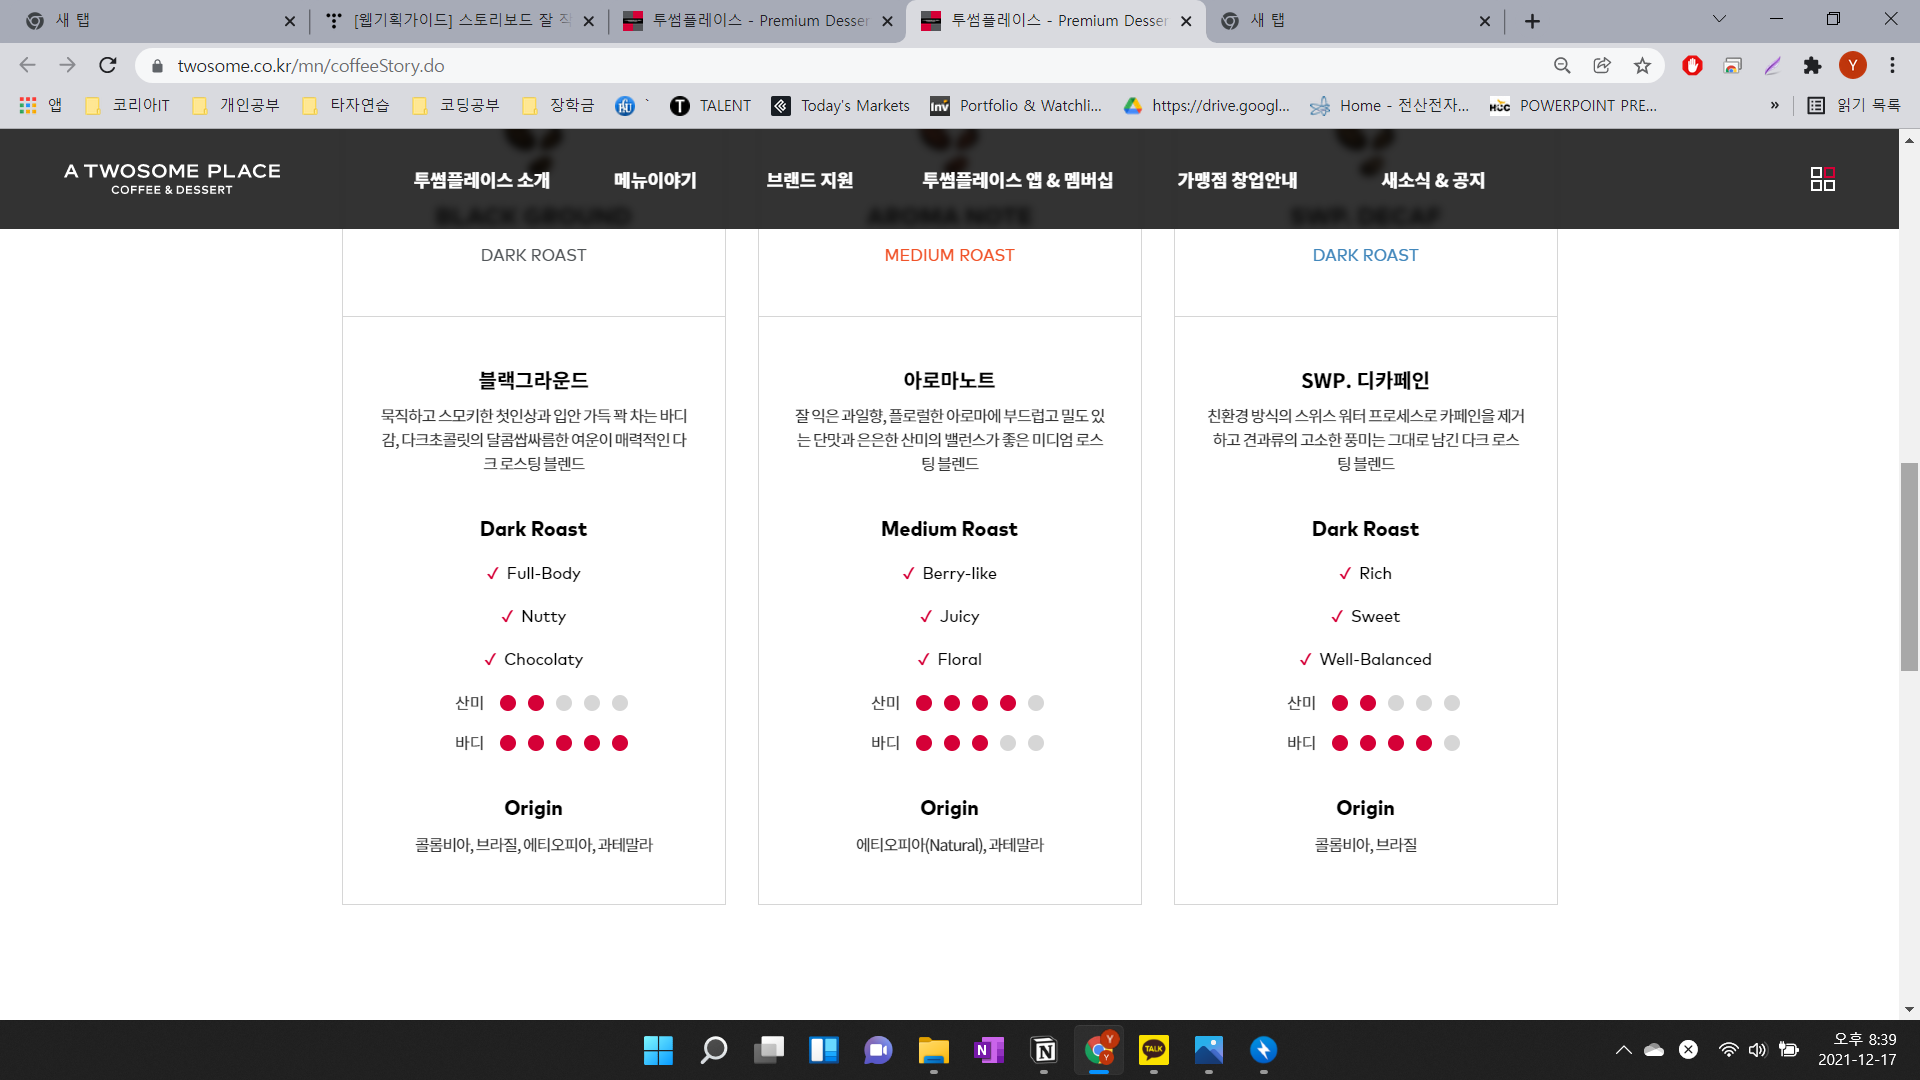 새 탭
[웹기획가이드] 스토리보드 잘 작
투썸플레이스 - Premium Desser
투썸플레이스 - Premium Desser
새 탭
twosome.co.kr/mn/coffeeStory.do
Y
앱
코리아IT
개인공부
타자연습
코딩공부
장학금
`
TALENT
Today's Markets
Inv
Portfolio & Watchli...
https://drive.googl...
Home - 전산전자...
POWERPOINT PRE...
»
읽기 목록
A TWOSOME PLACE
COFFEE & DESSERT
투썸플레이스 소개
메뉴이야기
브랜드 지원
투썸플레이스 앱 & 멤버십
가맹점 창업안내
새소식 & 공지
BLACK GROUND
AROMA NOTE
SWP. DECAF
DARK ROAST
MEDIUM ROAST
DARK ROAST
블랙그라운드
묵직하고 스모키한 첫인상과 입안 가득 꽉 차는 바디
감, 다크초콜릿의 달콤쌉싸름한 여운이 매력적인 다
크 로스팅 블렌드
Dark Roast
Full-Body
Nutty
Chocolaty
산미
바디
Origin
콜롬비아, 브라질, 에티오피아, 과테말라
아로마노트
잘 익은 과일향, 플로럴한 아로마에 부드럽고 밀도 있
는 단맛과 은은한 산미의 밸런스가 좋은 미디엄 로스
팅 블렌드
Medium Roast
Berry-like
Juicy
Floral
산미
바디
Origin
에티오피아(Natural), 과테말라
SWP. 디카페인
친환경 방식의 스위스 워터 프로세스로 카페인을 제거
하고 견과류의 고소한 풍미는 그대로 남긴 다크 로스
팅 블렌드
Dark Roast
Rich
Sweet
Well-Balanced
산미
바디
Origin
콜롬비아, 브라질
TALK
오후 8:39
2021-12-17